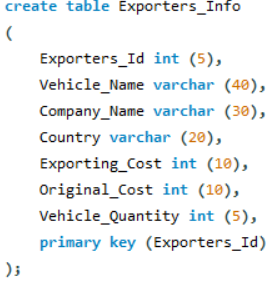 create table Exporters_Info
(
Exporters_Id int (5),
Vehicle_Name varchar (40),
Company_Name varchar (30),
Country varchar (20),
Exporting_Cost int (10),
Original_Cost int (10),
Vehicle_Quantity int (5),
primary key (Exporters_Id)
);